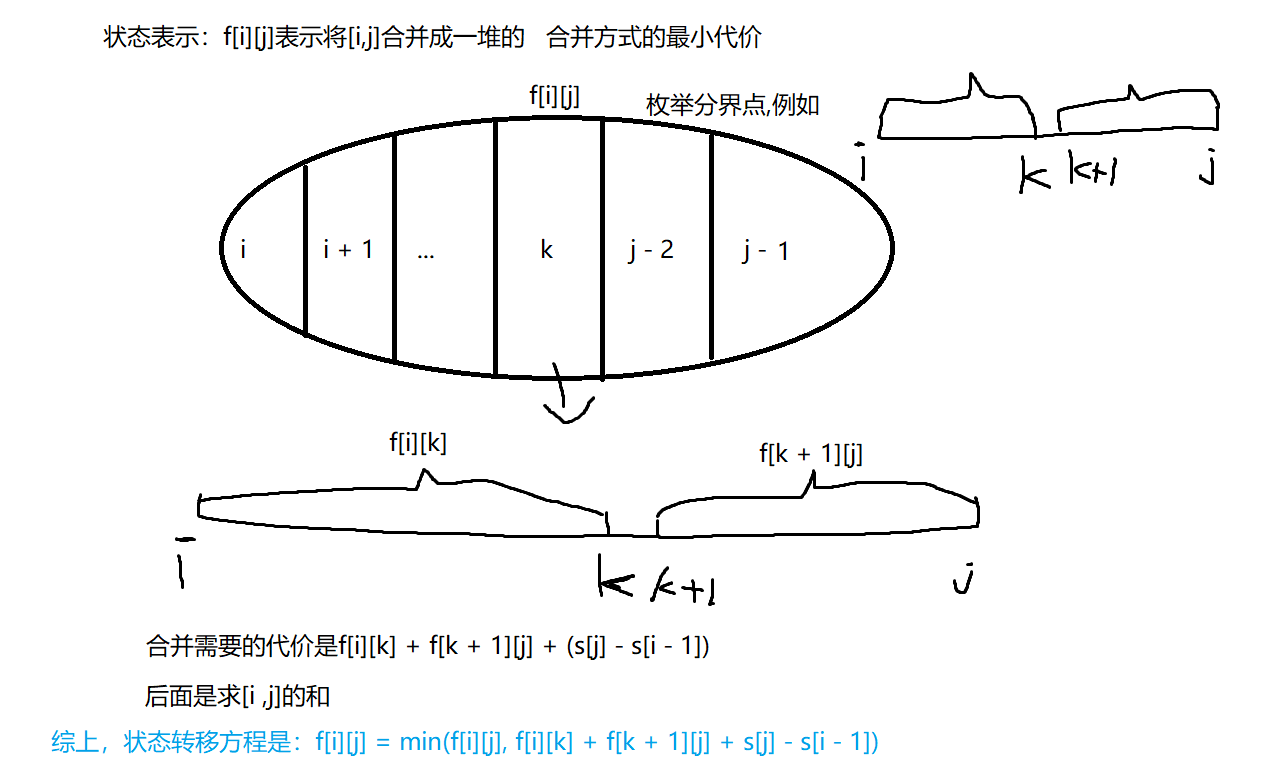 状态表示：f[i][j]表示将[i,j]合并成一堆的 合并方式的最小代价
f[i][j]
枚举分界点,例如
i k k+1 j
i i + 1 ... k j - 2 j - 1
f[i][k] f[k + 1][j]
i k k+1 j
合并需要的代价是f[i][k] + f[k + 1][j] + (s[j] - s[i - 1])
后面是求[i ,j]的和
综上，状态转移方程是：f[i][j] = min(f[i][j], f[i][k] + f[k + 1][j] + s[j] - s[i - 1])